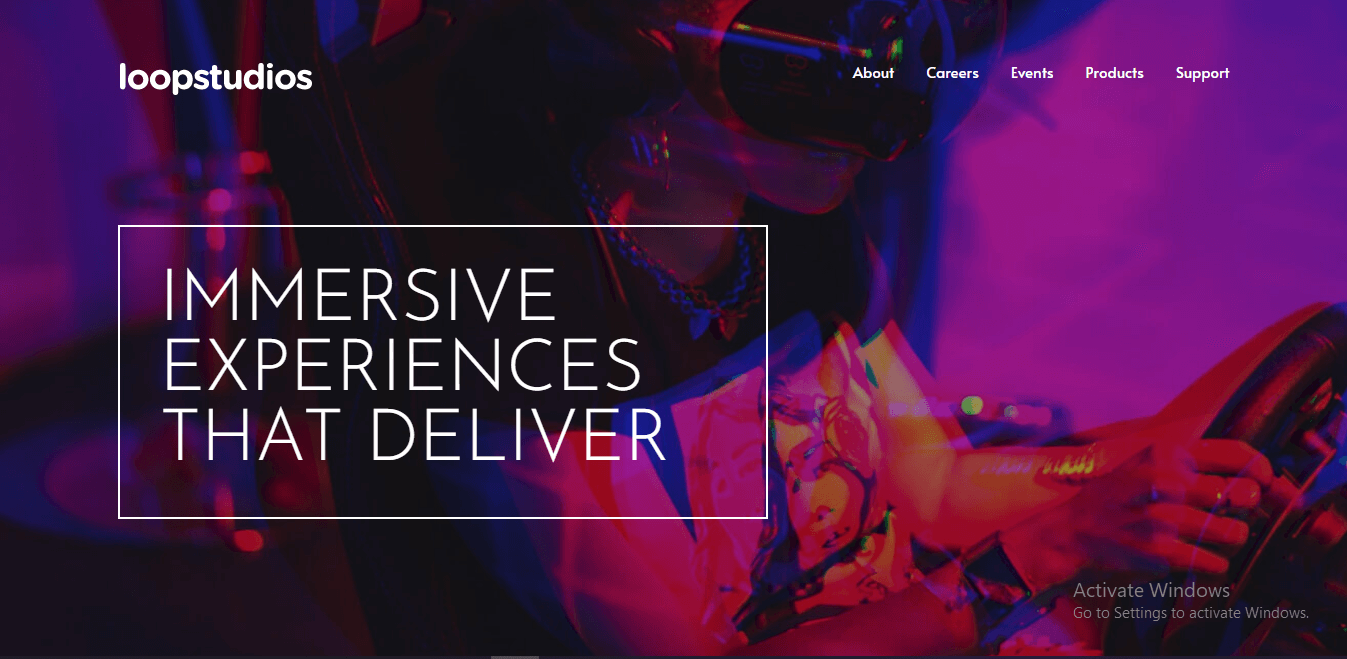 loopstudios
About Careers Events Products Support
IMMERSIVE
EXPERIENCES
THAT DELIVER
Activate Windows
Go to Settings to activate Windows.